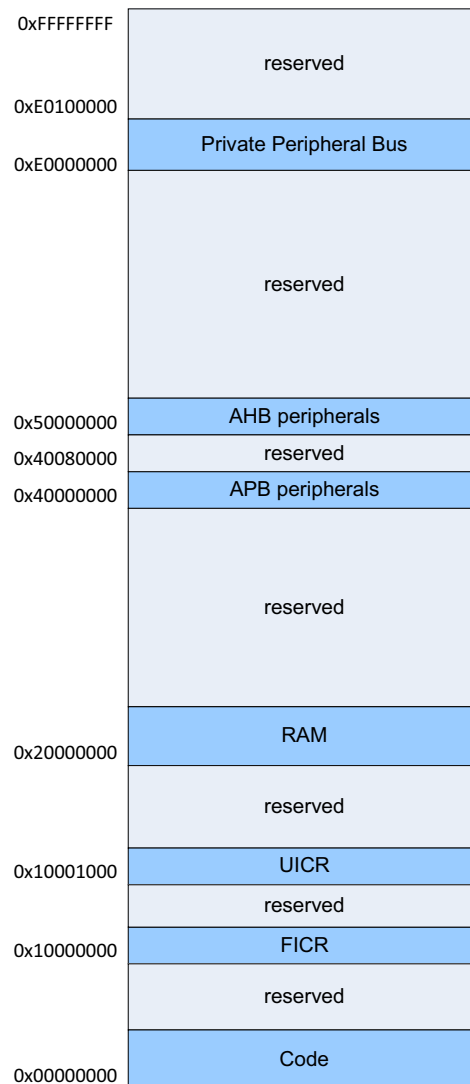 0xFFFFFFFF
reserved
0xE0100000
Private Peripheral Bus
0xE0000000
reserved
AHB peripherals
0x50000000
reserved
0x40080000
APB peripherals
0x40000000
reserved
RAM
0x20000000
reserved
UICR
0x10001000
reserved
FICR
0x10000000
reserved
Code
0x00000000